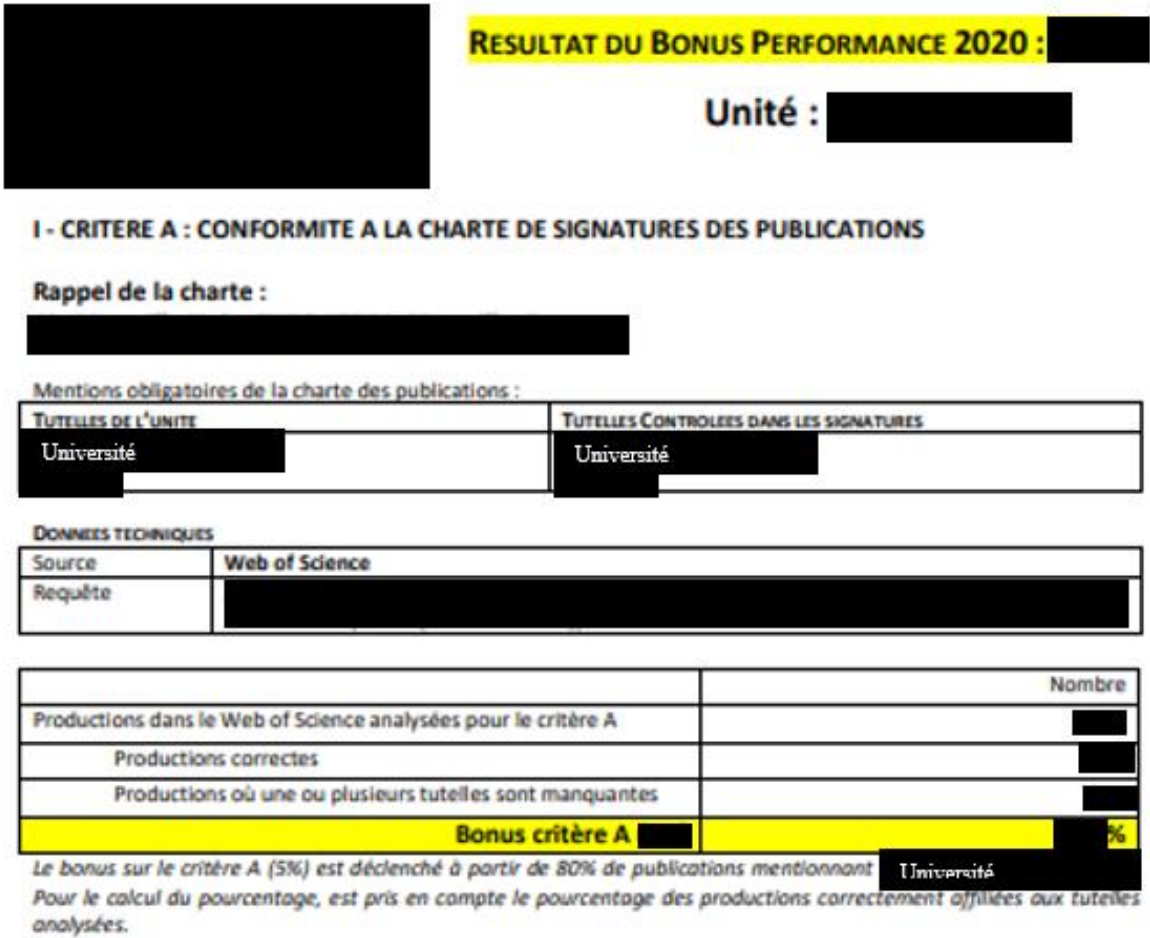 RESULTAT DU BONUS PERFORMANCE 2020 :
Unité :
I - CRITERE A : CONFORMITE A LA CHARTE DE SIGNATURES DES PUBLICATIONS
Rappel de la charte :
Mentions obligatoires de la charte des publications :
TUTELLES DE L'UNITE TUTELLES CONTROLEES DANS LES SIGNATURES
Université Université
DONNEES TECHNIQUES
Source Web of Science
Requête
Nombre
Productions dans le Web of Science analysées pour le critère A
Productions correctes
Productions où une ou plusieurs tutelles sont manquantes
Bonus critère A %
Le bonus sur le critère A (5%) est déclenché à partir de 80% de publications mentionnant Université
Pour le calcul du pourcentage, est pris en compte le pourcentage des productions correctement affiliées aux tutelles
analysées.